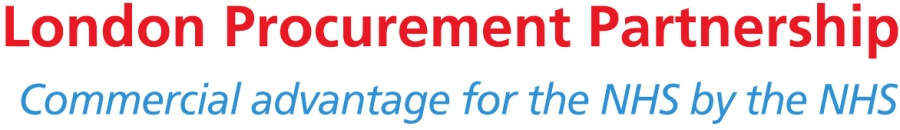 London Procurement Partnership
Commercial advantage for the NHS by the NHS